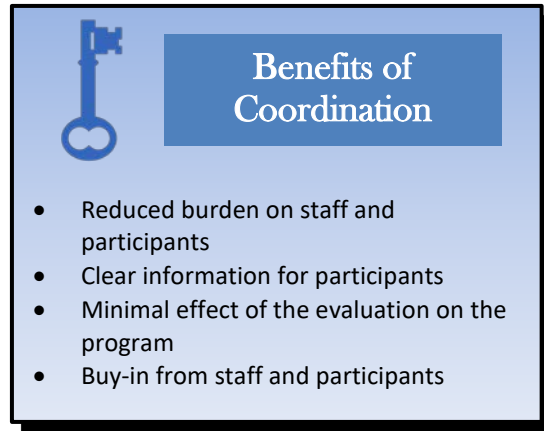 Benefits of
Coordination
• Reduced burden on staff and
participants
• Clear information for participants
• Minimal effect of the evaluation on the
program
• Buy-in from staff and participants